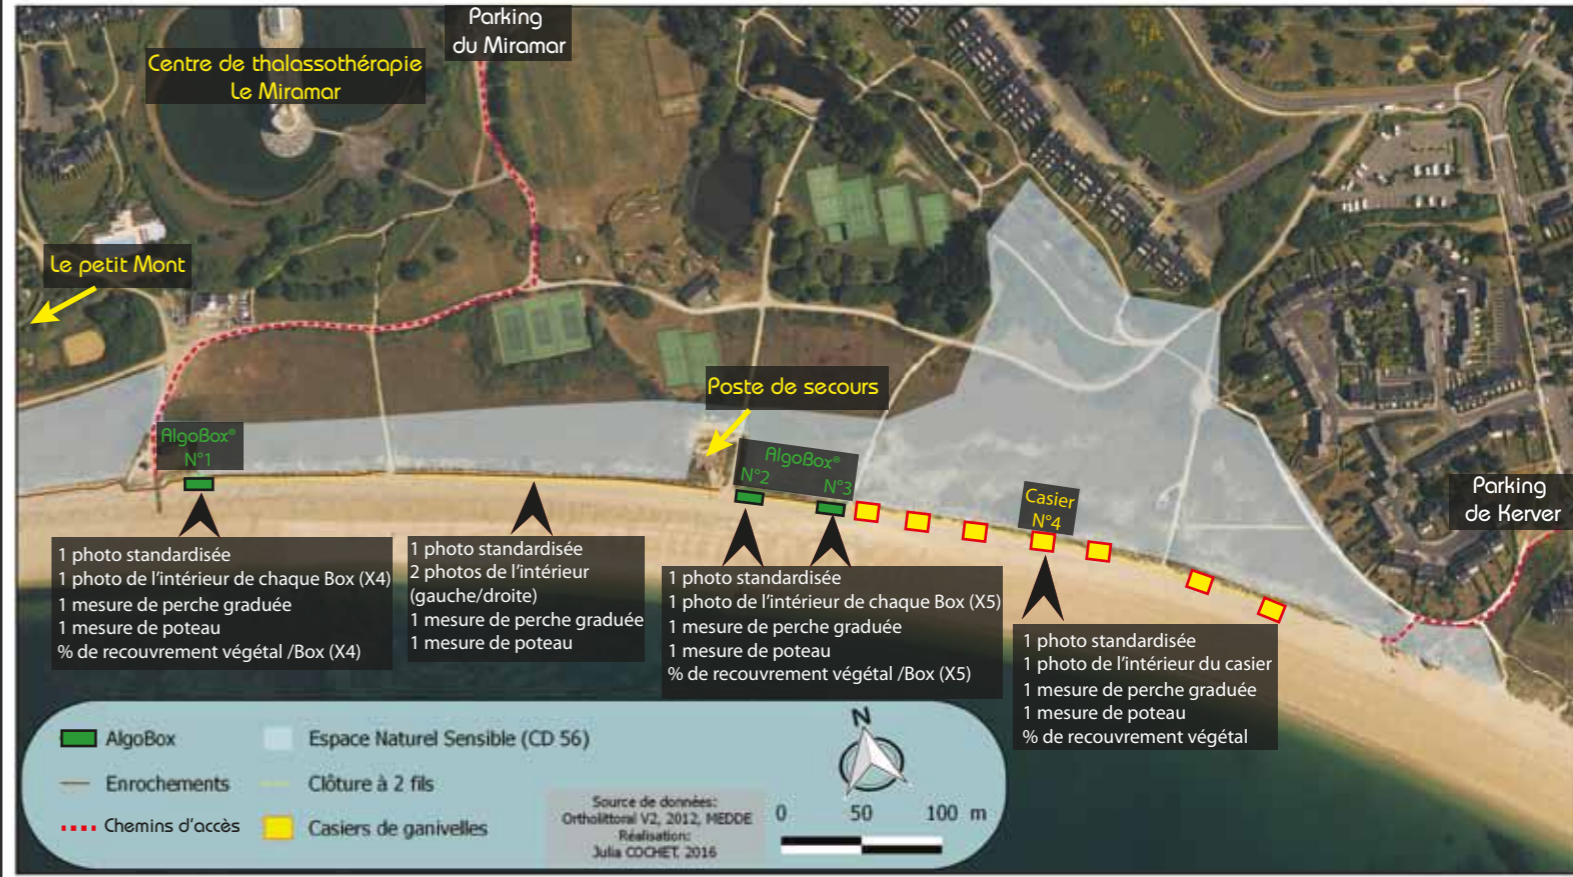 Parking
du Miramar
Centre de thalassothérapie
Le Miramar
Le petit Mont
Poste de secours
AlgoBox®
N°1
AlgoBox®
N°2
N°3
Casier
N°4
Parking
de Kerver
1 photo standardisée
1 photo de l'intérieur de chaque Box (X4)
1 mesure de perche graduée
1 mesure de poteau
% de recouvrement végétal /Box (X4)
1 photo standardisée
2 photos de l'intérieur
(gauche/droite)
1 mesure de perche graduée
1 mesure de poteau
1 photo standardisée
1 photo de l'intérieur de chaque Box (X5)
1 mesure de perche graduée
1 mesure de poteau
% de recouvrement végétal /Box (X5)
1 photo standardisée
1 photo de l'intérieur du casier
1 mesure de perche graduée
1 mesure de poteau
% de recouvrement végétal
AlgoBox
Espace Naturel Sensible (CD 56)
Enrochements
Clôture à 2 fils
Chemins d'accès
Casiers de ganivelles
Source de données:
Ortholittoral V2, 2012, MEDDE
Réalisation:
Julia COCHET, 2016
N
0 50 100 m